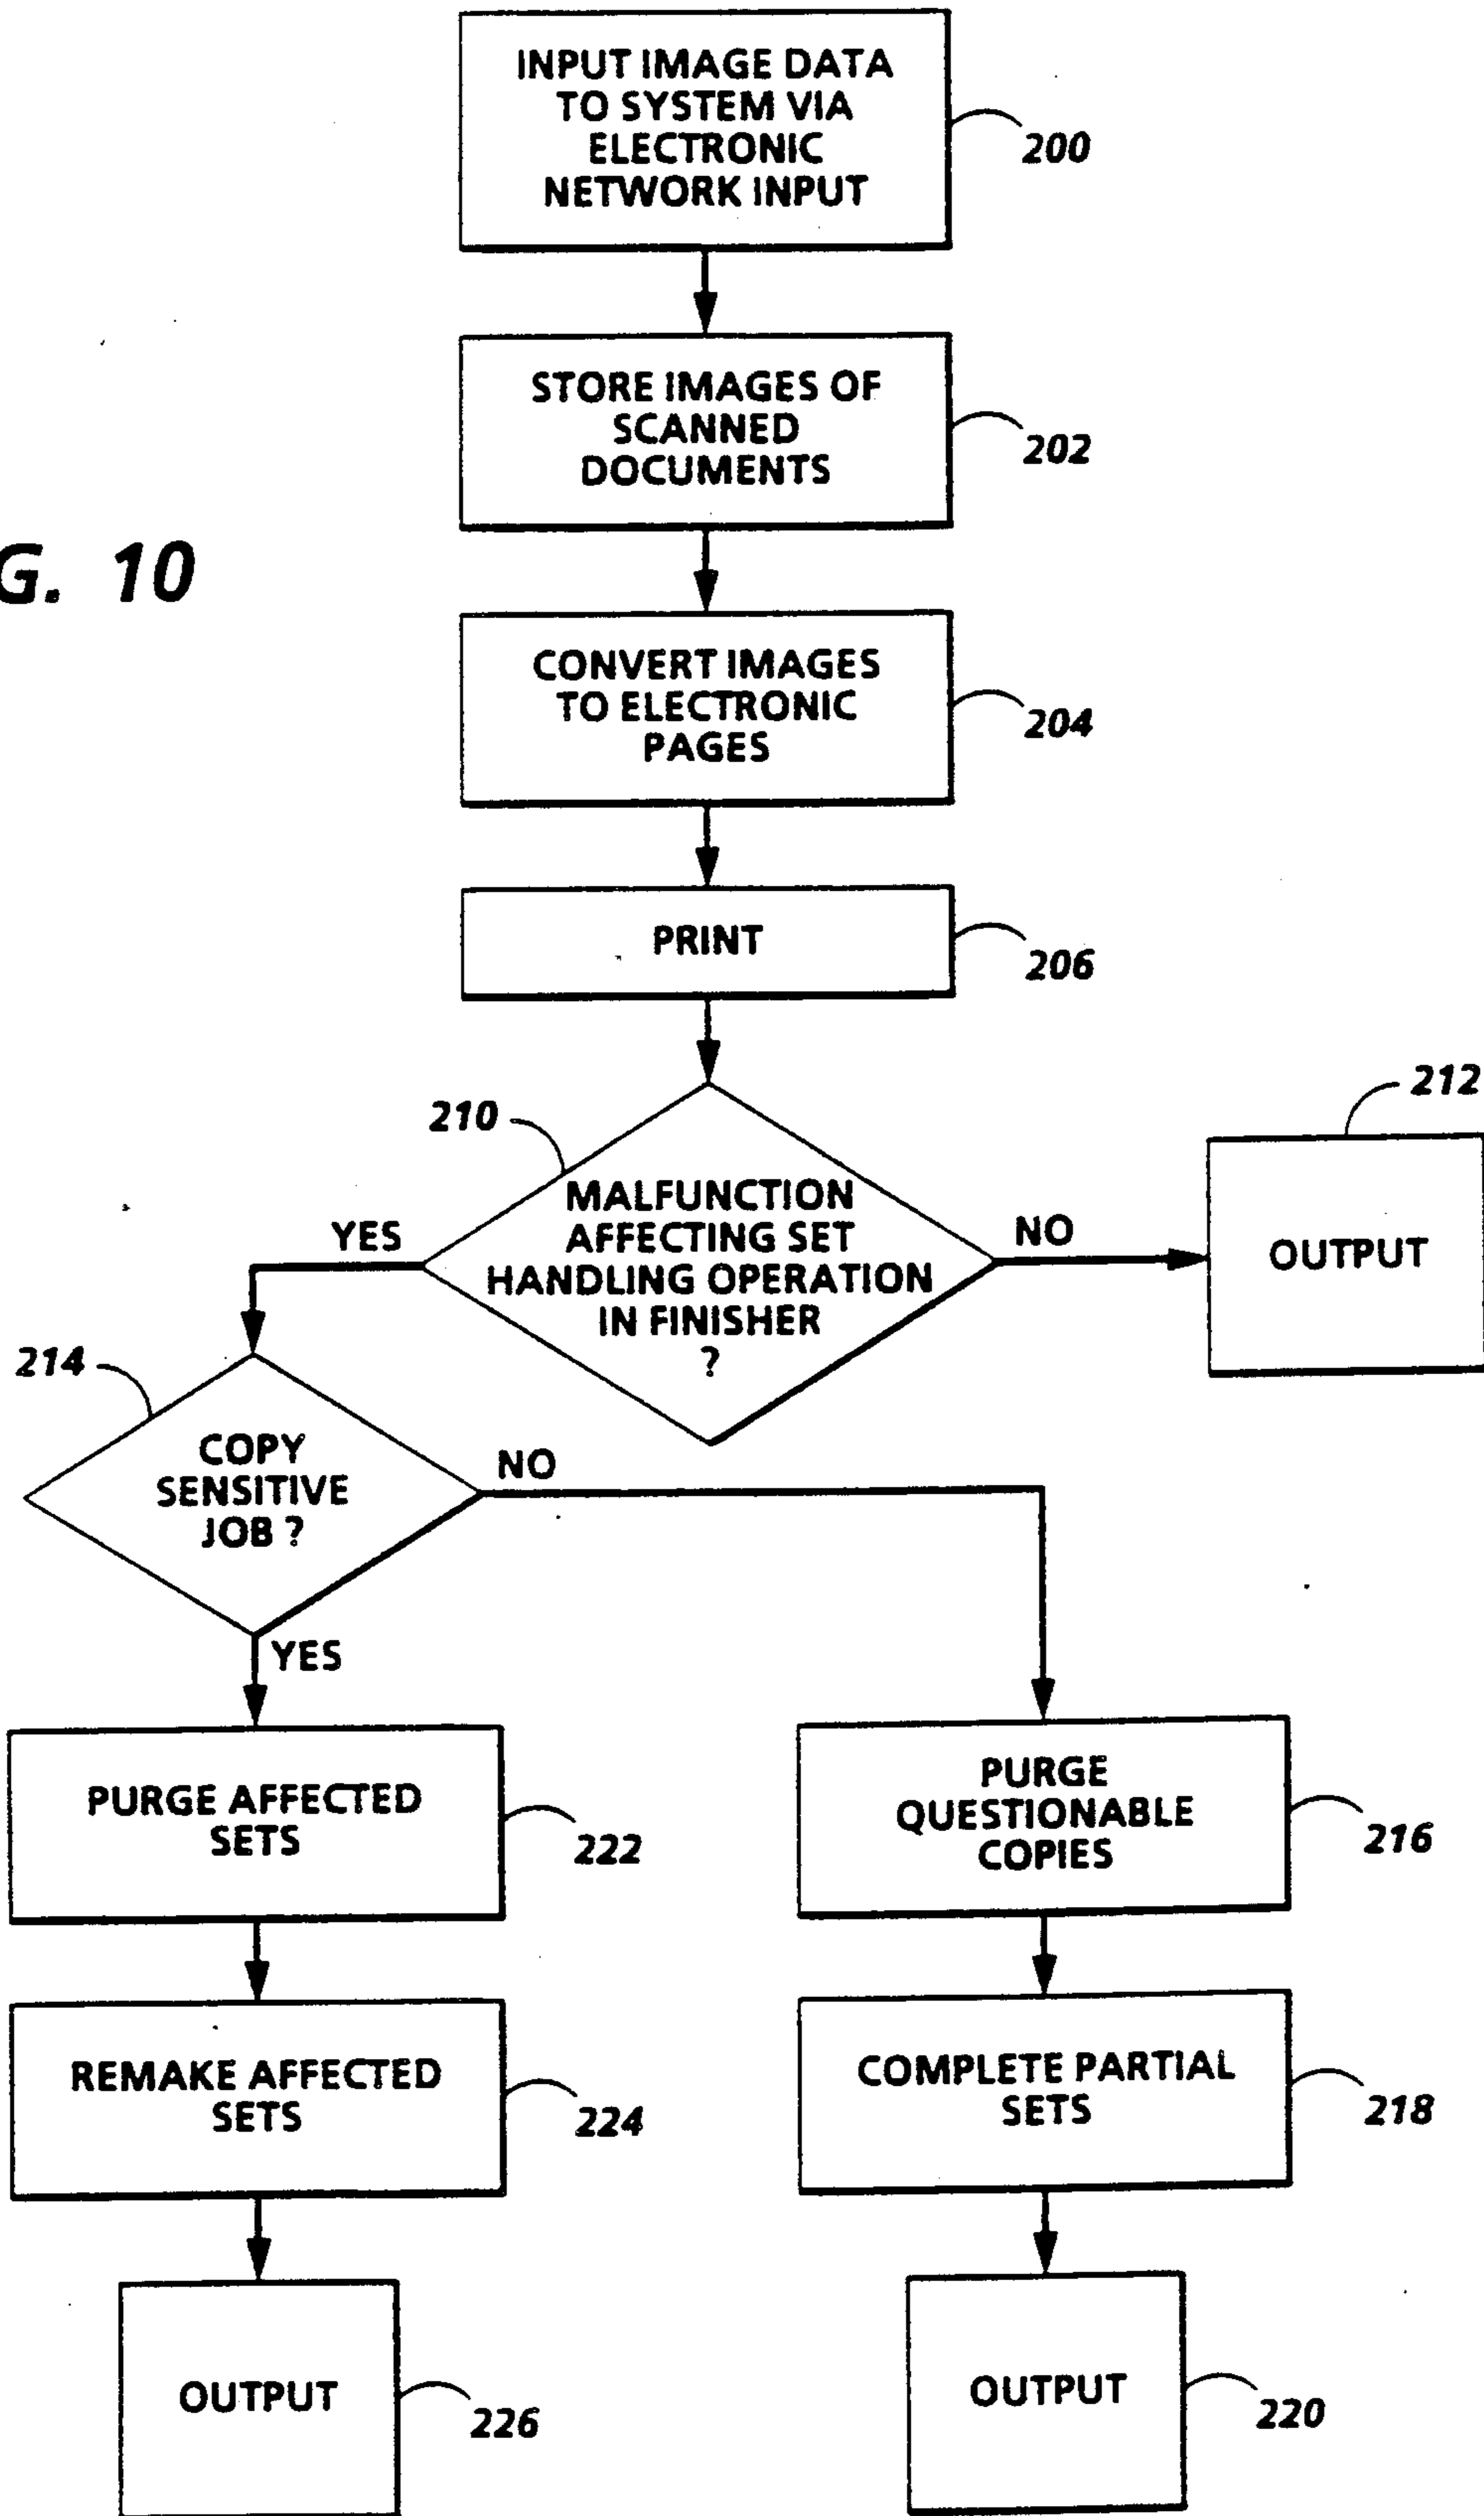 INPUT IMAGE DATA
TO SYSTEM VIA
ELECTRONIC
NETWORK INPUT
200
STORE IMAGES OF
SCANNED
DOCUMENTS
202
G. 10
CONVERT IMAGES
TO ELECTRONIC
PAGES
204
PRINT
206
210
MALFUNCTION
AFFECTING SET
HANDLING OPERATION
IN FINISHER
?
YES
NO
212
OUTPUT
214
COPY
SENSITIVE
JOB ?
NO
YES
PURGE AFFECTED
SETS
222
PURGE
QUESTIONABLE
COPIES
216
REMAKE AFFECTED
SETS
224
COMPLETE PARTIAL
SETS
218
OUTPUT
226
OUTPUT
220